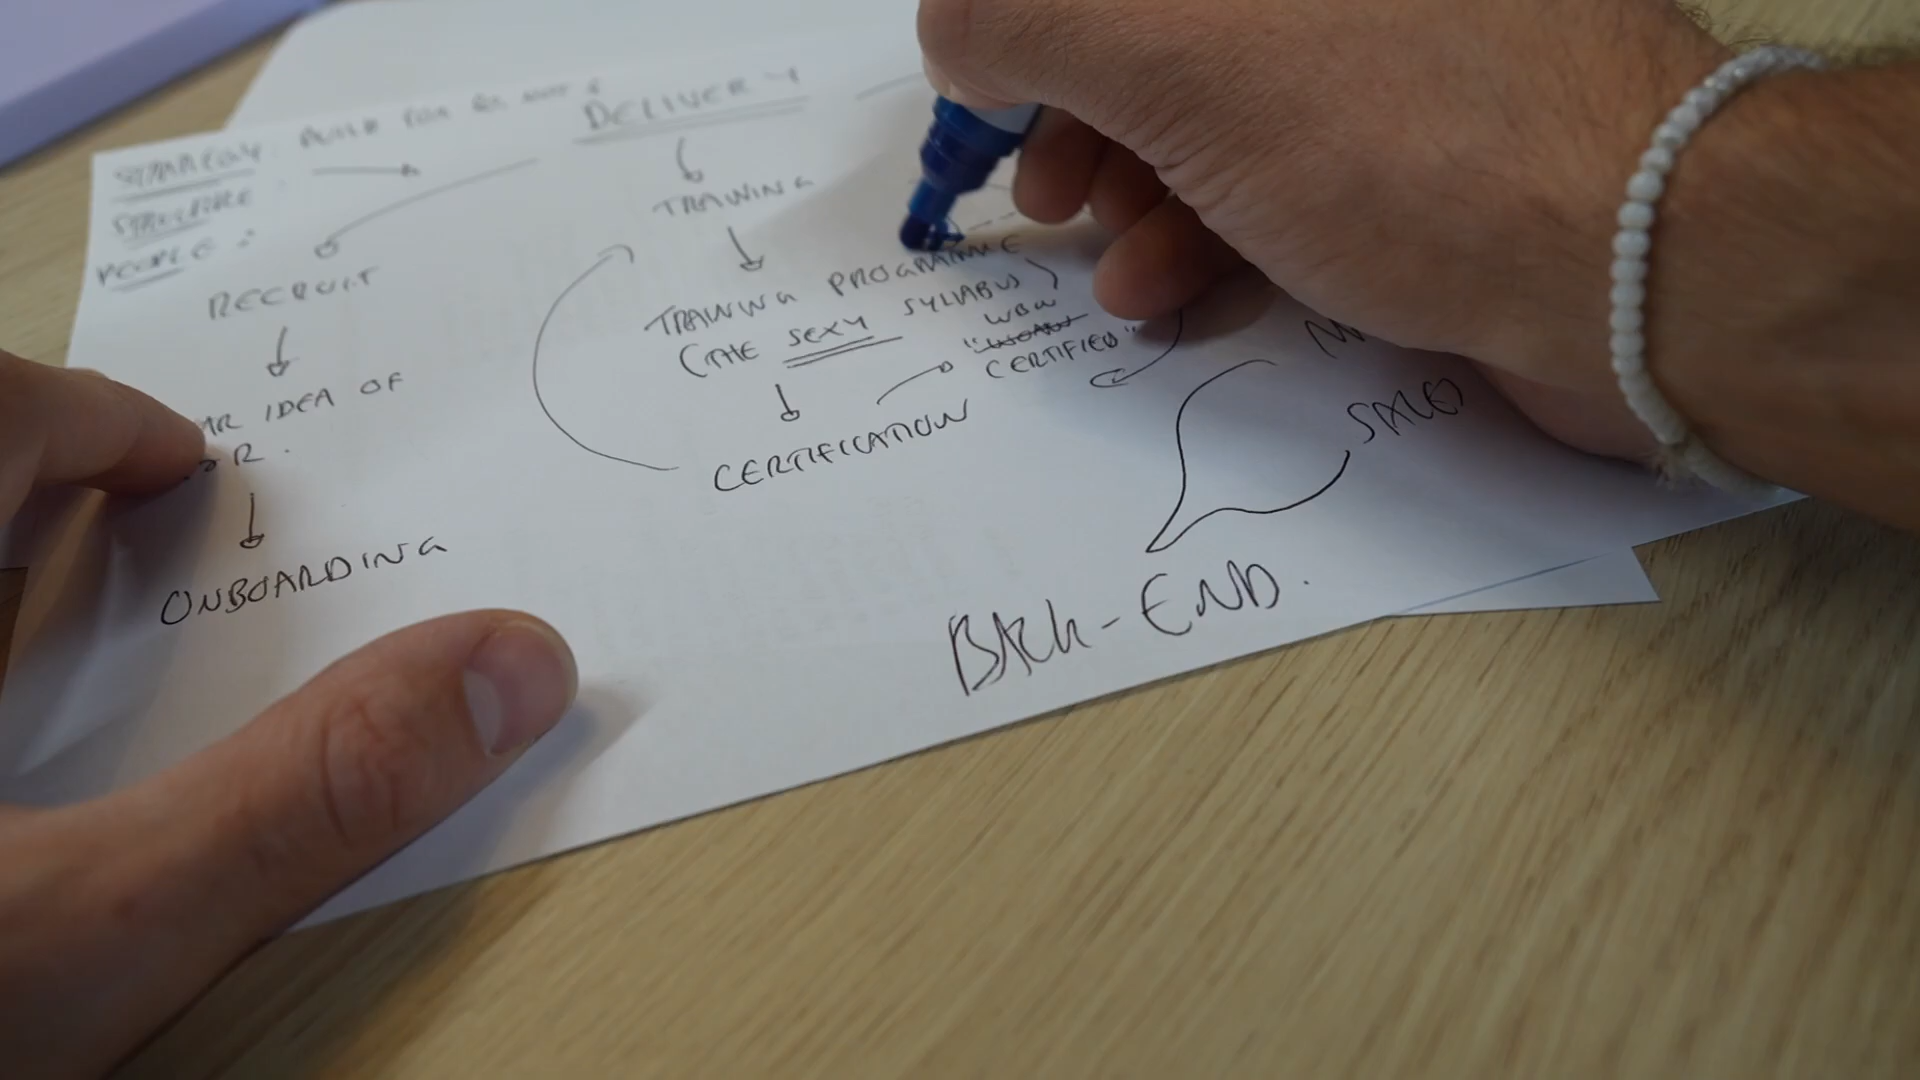 DELIVERY
STRATEGY:
STRUCTURE
PEOPLE:
RECRUIT
IDEA OF
ONBOARDING
TRAINING
TRAINING PROGRAMME
(THE SEXY SYLLABUS)
WBW
CERTIFIED"
CERTIFICATION
SALES
BACK-END.